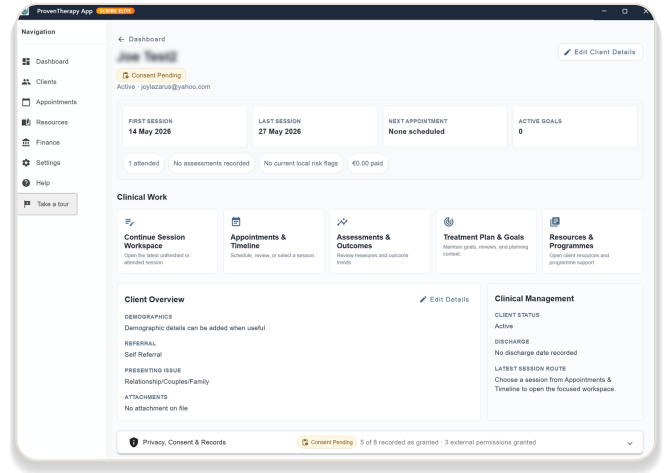 ProvenTherapy App SCRIBE ELITE
Navigation
Dashboard
Clients
Appointments
Resources
Finance
Settings
Help
Take a tour
← Dashboard
Joe Test2
Edit Client Details
Consent Pending
Active · joylazarus@yahoo.com
FIRST SESSION
14 May 2026
LAST SESSION
27 May 2026
NEXT APPOINTMENT
None scheduled
ACTIVE GOALS
0
1 attended
No assessments recorded
No current local risk flags
€0.00 paid
Clinical Work
Continue Session
Workspace
Open the latest unfinished or
attended session.
Appointments &
Timeline
Schedule, review, or select a session.
Assessments &
Outcomes
Review measures and outcome
trends.
Treatment Plan & Goals
Maintain goals, reviews, and planning
context.
Resources &
Programmes
Open client resources and
programme support
Client Overview
Edit Details
DEMOGRAPHICS
Demographic details can be added when useful
REFERRAL
Self Referral
PRESENTING ISSUE
Relationship/Couples/Family
ATTACHMENTS
No attachment on file
Clinical Management
CLIENT STATUS
Active
DISCHARGE
No discharge date recorded
LATEST SESSION ROUTE
Choose a session from Appointments &
Timeline to open the focused workspace.
Privacy, Consent & Records
Consent Pending
5 of 8 recorded as granted · 3 external permissions granted